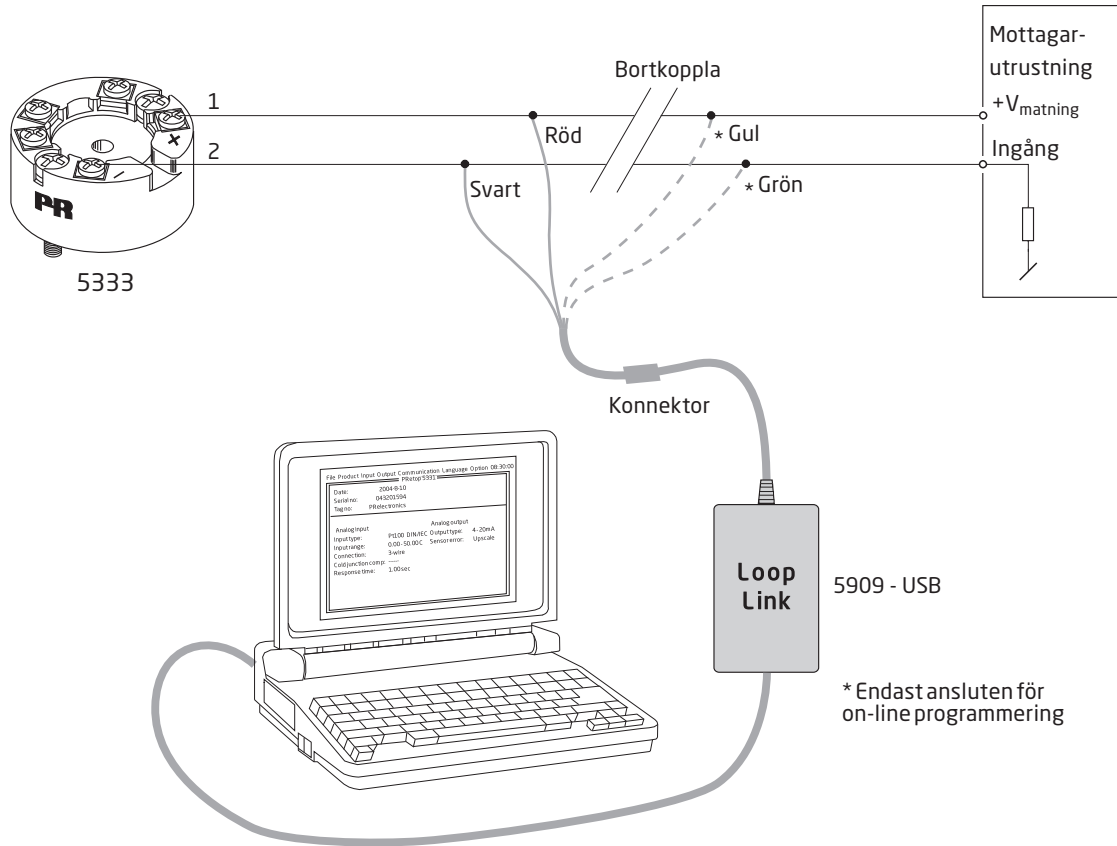 Mottagar-
utrustning
+Vmatning
Ingång
Bortkoppla
1
2
Röd
* Gul
Svart
* Grön
+
-
PR
5333
Konnektor
File Product Input Output Communication Language Option 08:30:00
PRetop 5331
Date: 2004-8-10
Serial no: 043201594
Tag no: PRelectronics
Analog input Analog output
Input type: Pt100 DIN/IEC Output type: 4-20mA
Input range: 0.00-50.00C Sensor error: Upscale
Connection: 3-wire
Cold junction comp: -----
Response time: 1.00 sec
Loop
Link
5909 - USB
* Endast ansluten för
on-line programmering